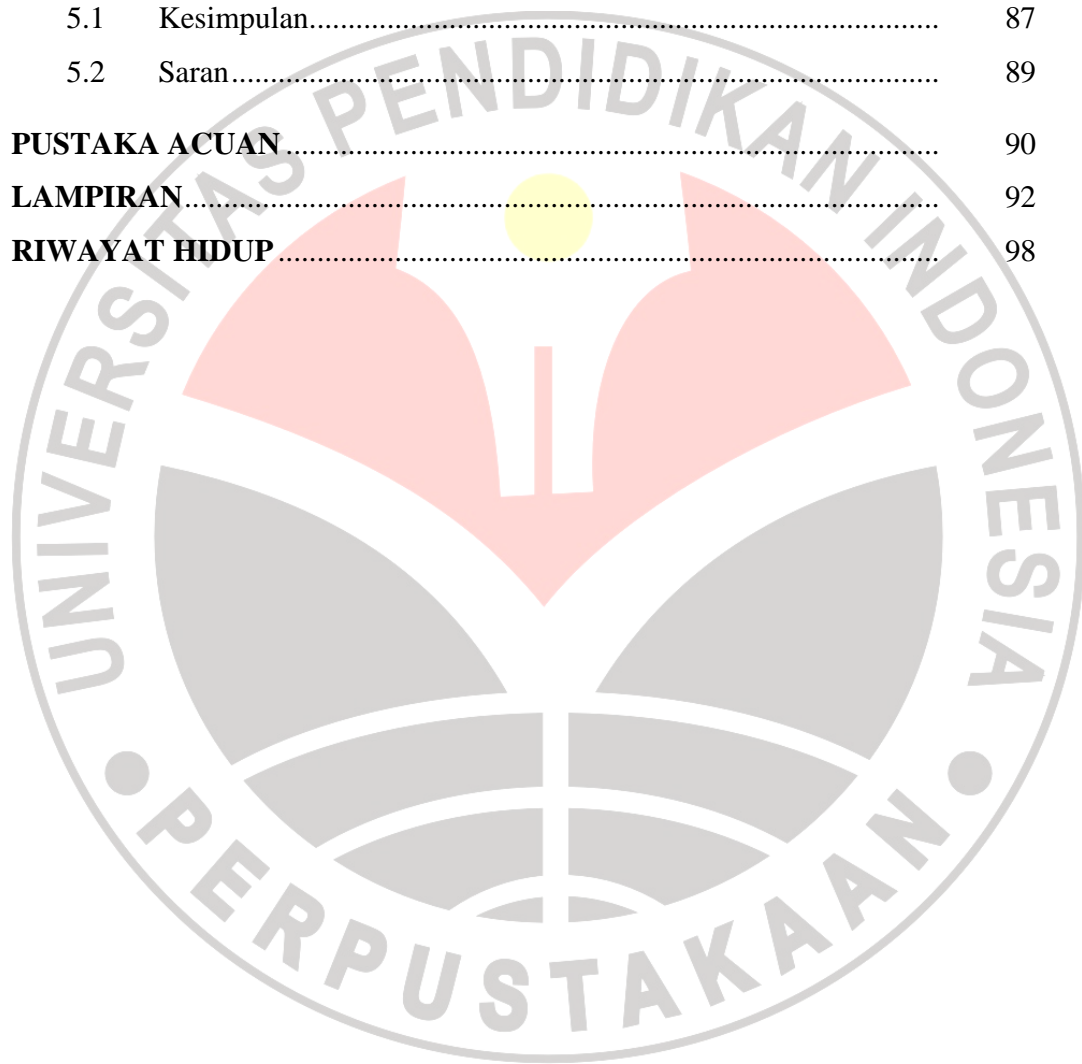 5.1 Kesimpulan.................................................................................... 87
5.2 Saran........................................................................................... 89
PUSTAKA ACUAN.................................................................................... 90
LAMPIRAN................................................................................................. 92
RIWAYAT HIDUP..................................................................................... 98
UNIVERSITAS PENDIDIKAN INDONESIA
PERPUSTAKAAN